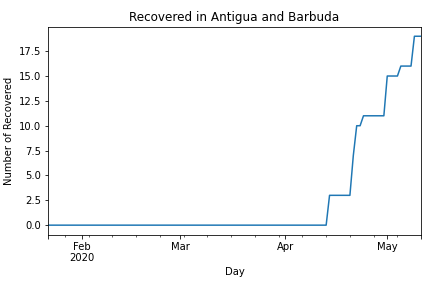 Recovered in Antigua and Barbuda
Number of Recovered
17.5
15.0
12.5
10.0
7.5
5.0
2.5
0.0
Feb Mar Apr May
2020
Day